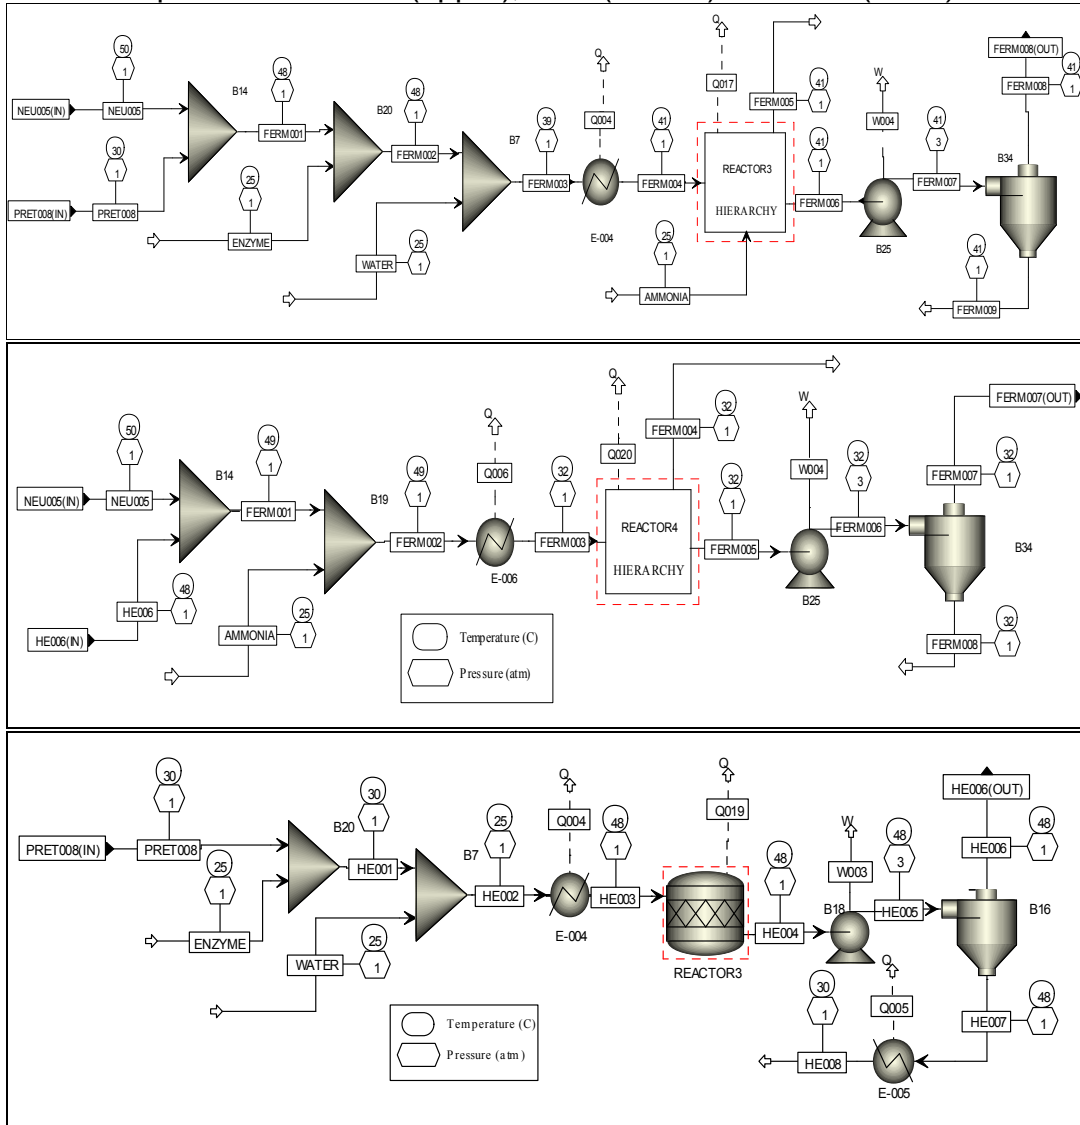 50
1
NEU005(IN)
NEU005
B14
48
1
FERM001
30
1
PRET008(IN)
PRET008
25
1
ENZYME
B20
48
1
FERM002
25
1
WATER
B7
39
1
FERM003
Q
Q004
E-004
41
1
FERM004
Q
Q017
REACTOR3
HIERARCHY
25
1
AMMONIA
41
1
FERM005
41
1
FERM006
W
W004
B25
41
3
FERM007
B34
FERM008(OUT)
41
1
FERM008
41
1
FERM009
50
1
NEU005(IN)
NEU005
B14
49
1
FERM001
48
1
HE006
HE006(IN)
25
1
AMMONIA
B19
49
1
FERM002
Q
Q006
E-006
32
1
FERM003
Q
Q020
REACTOR4
HIERARCHY
32
1
FERM004
32
1
FERM005
W
W004
B25
32
3
FERM006
FERM007(OUT)
32
1
FERM007
B34
32
1
FERM008
Temperature (C)
Pressure (atm)
30
1
PRET008(IN)
PRET008
25
1
ENZYME
B20
30
1
HE001
25
1
WATER
B7
25
1
HE002
Q
Q004
E-004
48
1
HE003
Q
Q019
REACTOR3
48
1
HE004
W
W003
B18
48
3
HE005
HE006(OUT)
48
1
HE006
B16
48
1
HE007
Q
Q005
E-005
30
1
HE008
Temperature (C)
Pressure (atm)